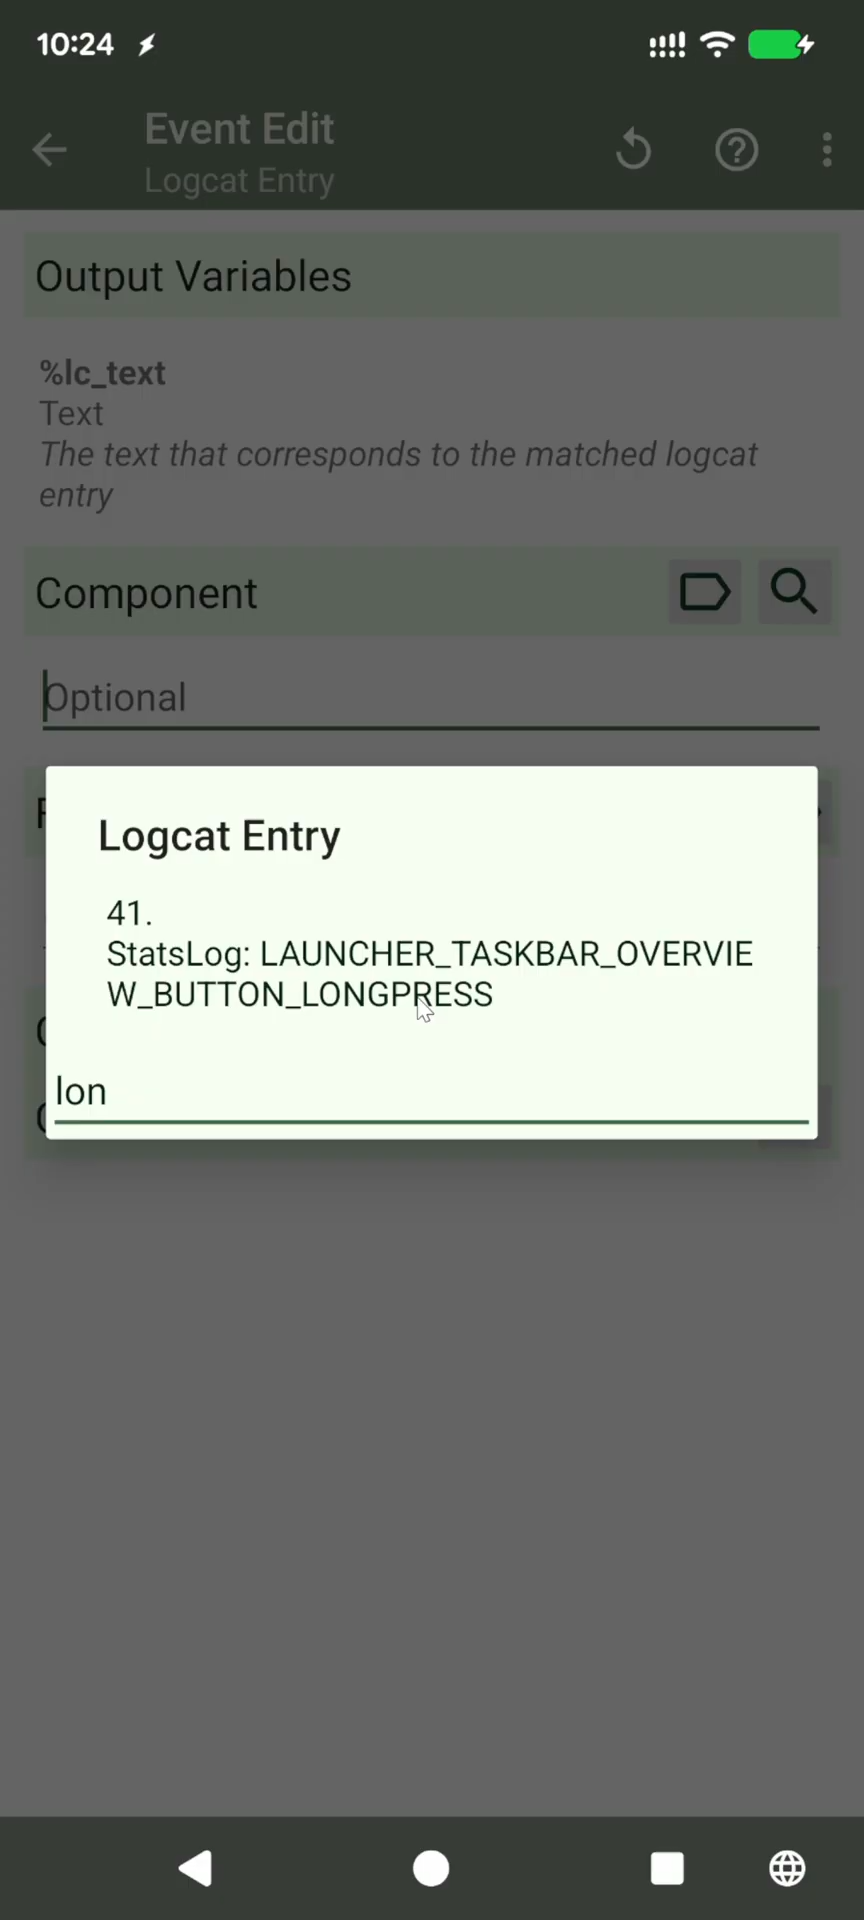 10:24
Event Edit
Logcat Entry
Output Variables
%lc_text
Text
The text that corresponds to the matched logcat
entry
Component
Optional
Logcat Entry
41.
StatsLog: LAUNCHER_TASKBAR_OVERVIE
W_BUTTON_LONGPRESS
lon